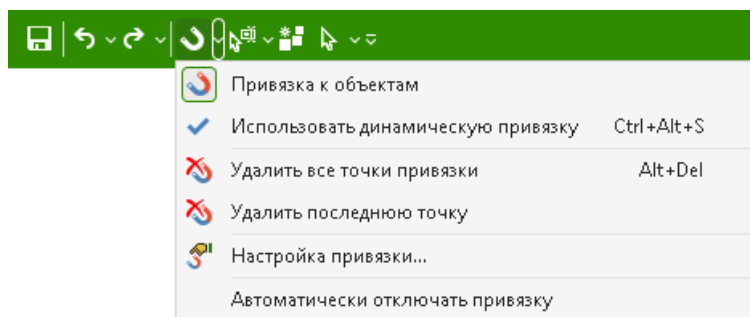 Привязка к объектам
Использовать динамическую привязку Ctrl+Alt+S
Удалить все точки привязки Alt+Del
Удалить последнюю точку
Настройка привязки...
Автоматически отключать привязку